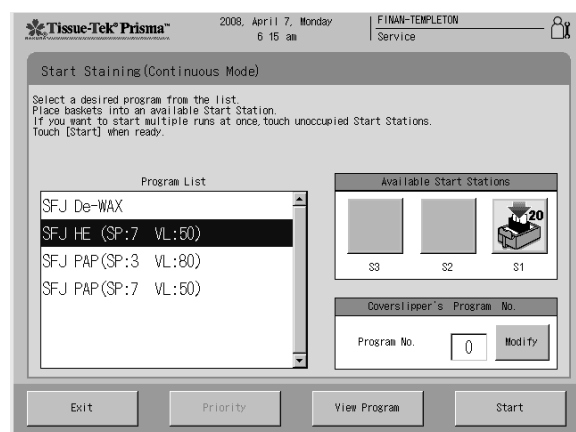 Tissue-Tek® Prisma™
2008, April 7, Monday
6 15 am
FINAN-TEMPLETON
Service
Start Staining(Continuous Mode)
Select a desired program from the list.
Place baskets into an available Start Station.
If you want to start multiple runs at once, touch unoccupied Start Stations.
Touch [Start] when ready.
Program List
SFJ De-WAX
SFJ HE (SP:7 VL:50)
SFJ PAP(SP:3 VL:80)
SFJ PAP(SP:7 VL:50)
Available Start Stations
20
S3 S2 S1
Coverslipper's Program No.
Program No. 0 Modify
Exit Priority View Program Start